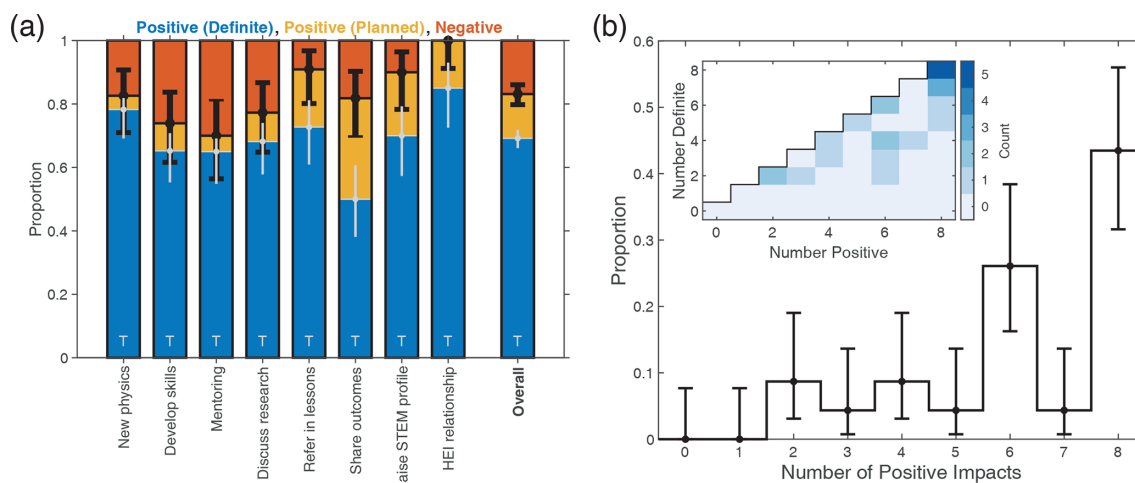 (a)
Positive (Definite), Positive (Planned), Negative
1
0.8
0.6
0.4
0.2
0
Proportion
T T T T T T T T T
New physics
Develop skills
Mentoring
Discuss research
Refer in lessons
Share outcomes
aise STEM profile
HEI relationship
Overall
(b)
0.6
0.5
0.4
0.3
0.2
0.1
0
Proportion
0 1 2 3 4 5 6 7 8
Number of Positive Impacts
8
6
4
2
0
Number Definite
0 2 4 6 8
Number Positive
5
4
3
2
1
0
Count